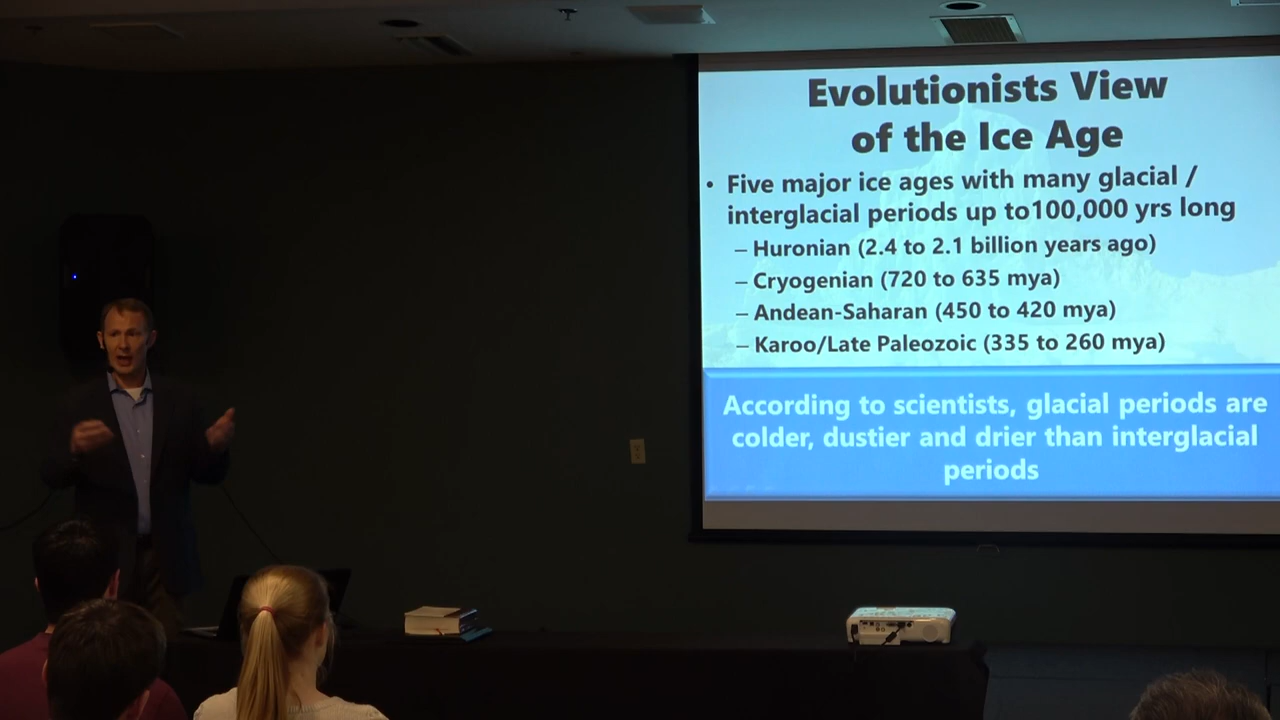 Evolutionists View
of the Ice Age
• Five major ice ages with many glacial /
interglacial periods up to100,000 yrs long
– Huronian (2.4 to 2.1 billion years ago)
– Cryogenian (720 to 635 mya)
– Andean-Saharan (450 to 420 mya)
– Karoo/Late Paleozoic (335 to 260 mya)
According to scientists, glacial periods are
colder, dustier and drier than interglacial
periods